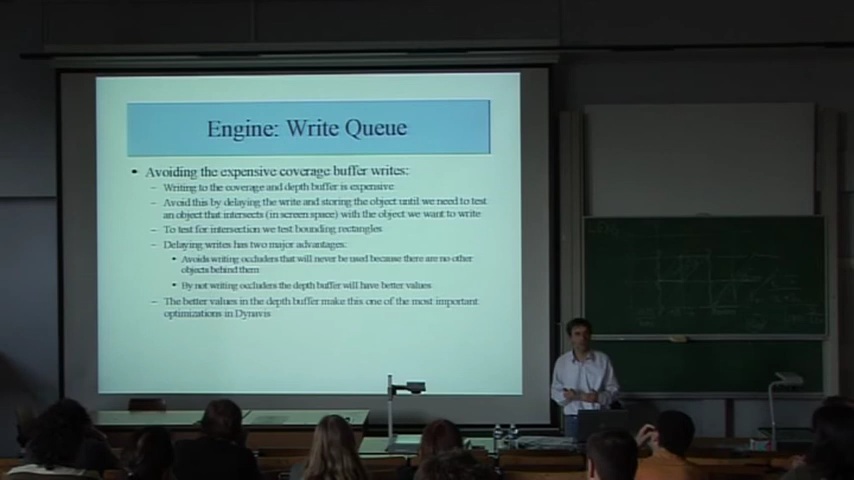 Engine: Write Queue
• Avoiding the expensive coverage buffer writes:
– Writing to the coverage and depth buffer is expensive
– Avoid this by delaying the write and storing the object until we need to test
an object that intersects (in screen space) with the object we want to write
– To test for intersection we test bounding rectangles
– Delaying writes has two major advantages:
• Avoids writing occluders that will never be used because there are no other
objects behind them
• By not writing occluders the depth buffer will have better values
– The better values in the depth buffer make this one of the most important
optimizations in Dynavis